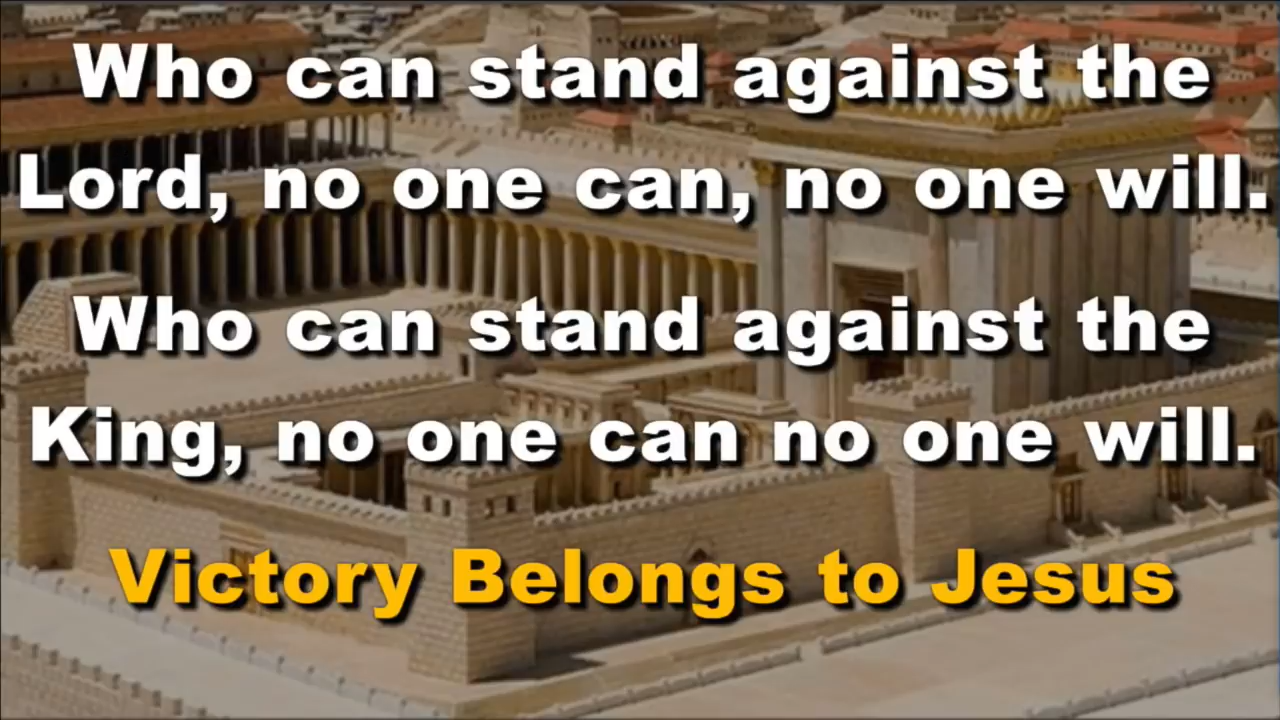 Who can stand against the
Lord, no one can, no one will.
Who can stand against the
King, no one can no one will.
Victory Belongs to Jesus